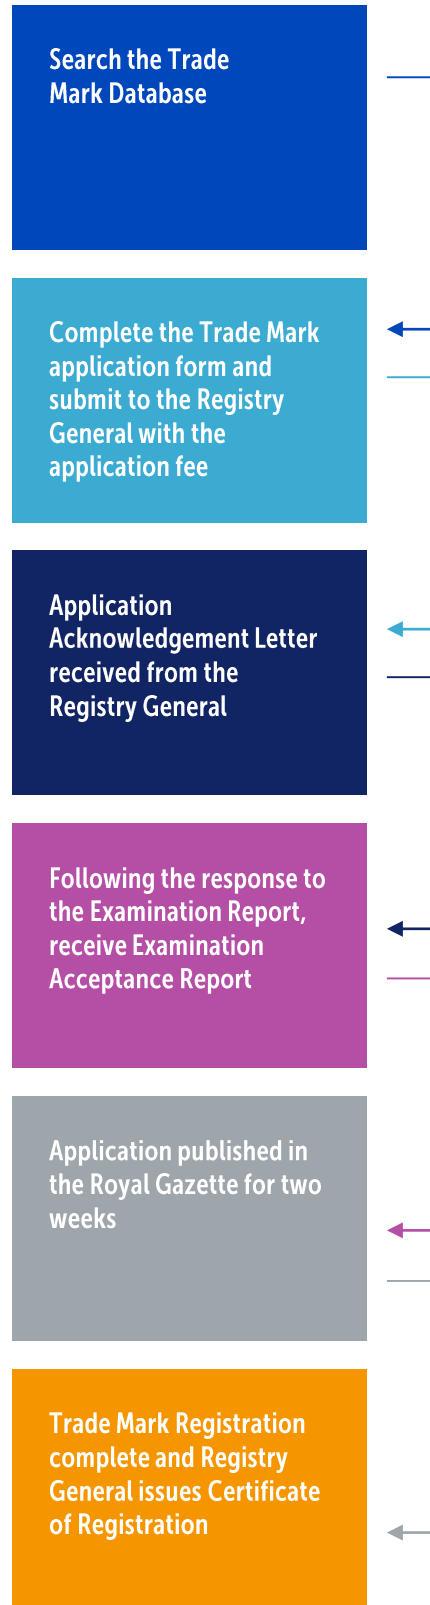 Search the Trade
Mark Database
Complete the Trade Mark
application form and
submit to the Registry
General with the
application fee
Application
Acknowledgement Letter
received from the
Registry General
Following the response to
the Examination Report,
receive Examination
Acceptance Report
Application published in
the Royal Gazette for two
weeks
Trade Mark Registration
complete and Registry
General issues Certificate
of Registration